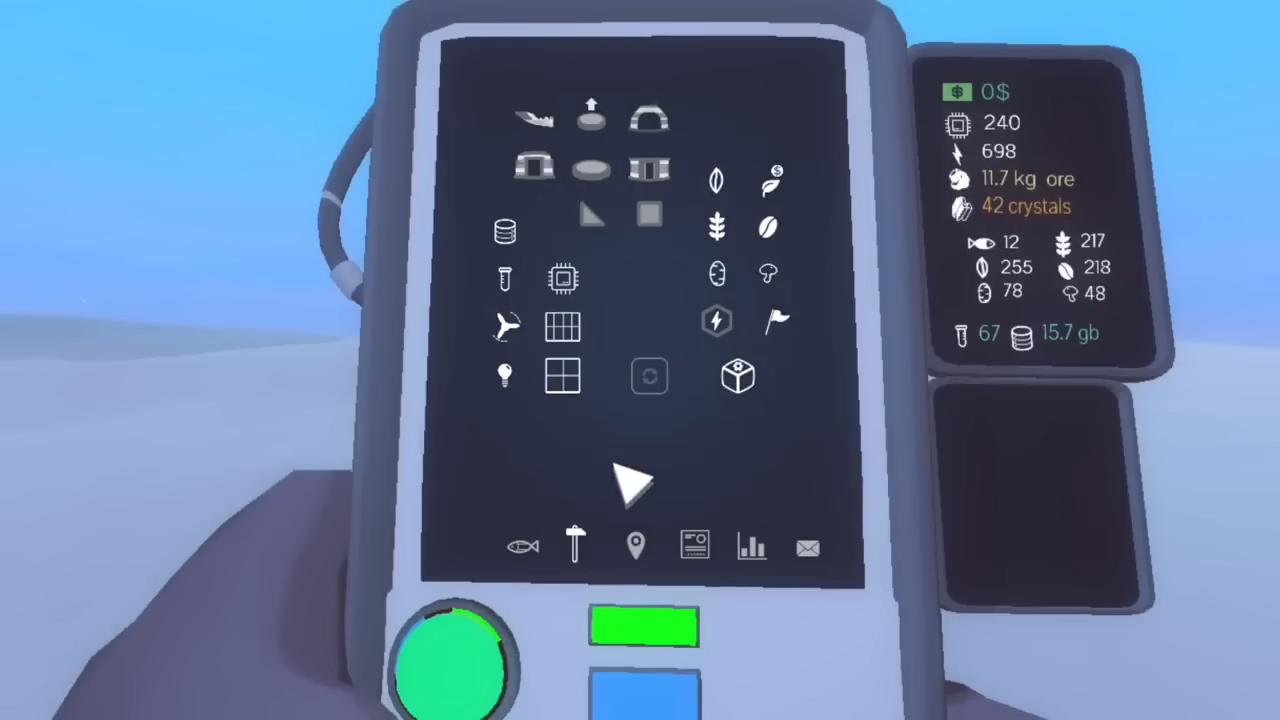 0$
240
698
11.7 kg ore
42 crystals
12 217
255 218
78 48
67 15.7 gb